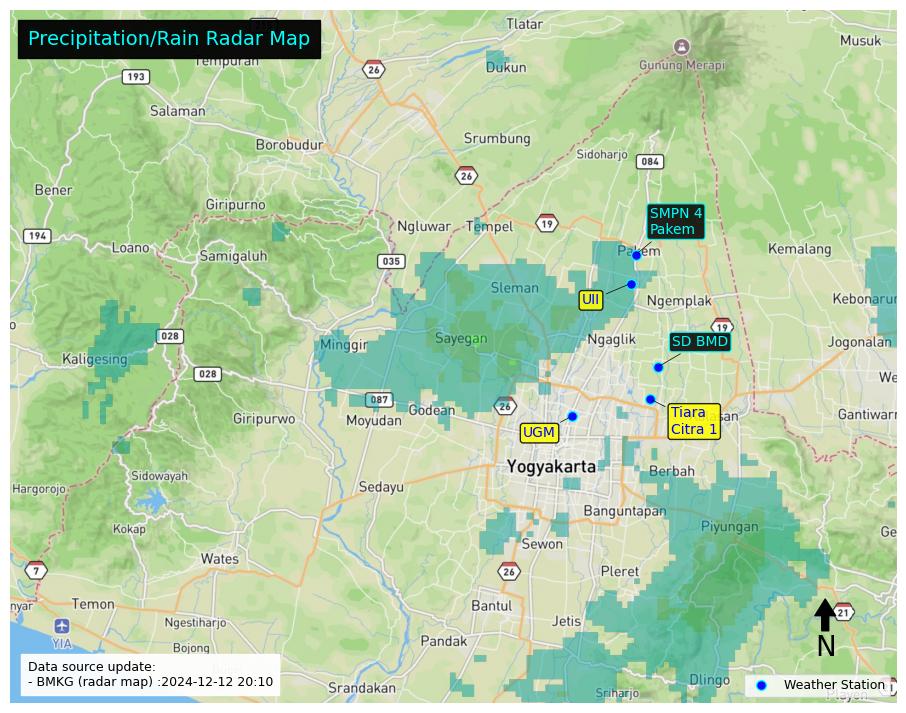 Precipitation/Rain Radar Map
Tlatar
Musuk
26
193
Dukun
Gunung Merapi
Salaman
Borobudur
Srumbung
Sidoharjo
084
26
Bener
Giripurno
SMPN 4
Pakem
194
Ngluwar
Tempel
19
Loano
Samigaluh
035
Pakem
Kemalang
Sleman
UII
Ngemplak
19
028
Sayegan
Ngaglik
SD BMD
Jogonalan
Kaligesing
Minggir
028
We
087
Godean
26
Giripurwo
Moyudan
Tiara
Citra 1
Gantiwarn
UGM
Yogyakarta
Berbah
Hargorojo
Sidowayah
Sedayu
Banguntapan
Piyungan
Kokap
Sewon
Ge
Wates
7
26
Pleret
nyar
Temon
Bantul
21
Ngestiharjo
Jetis
YIA
Bojong
Pandak
N
Data source update:
- BMKG (radar map) :2024-12-12 20:10
Srandakan
Sriharjo
Dlingo
Weather Station